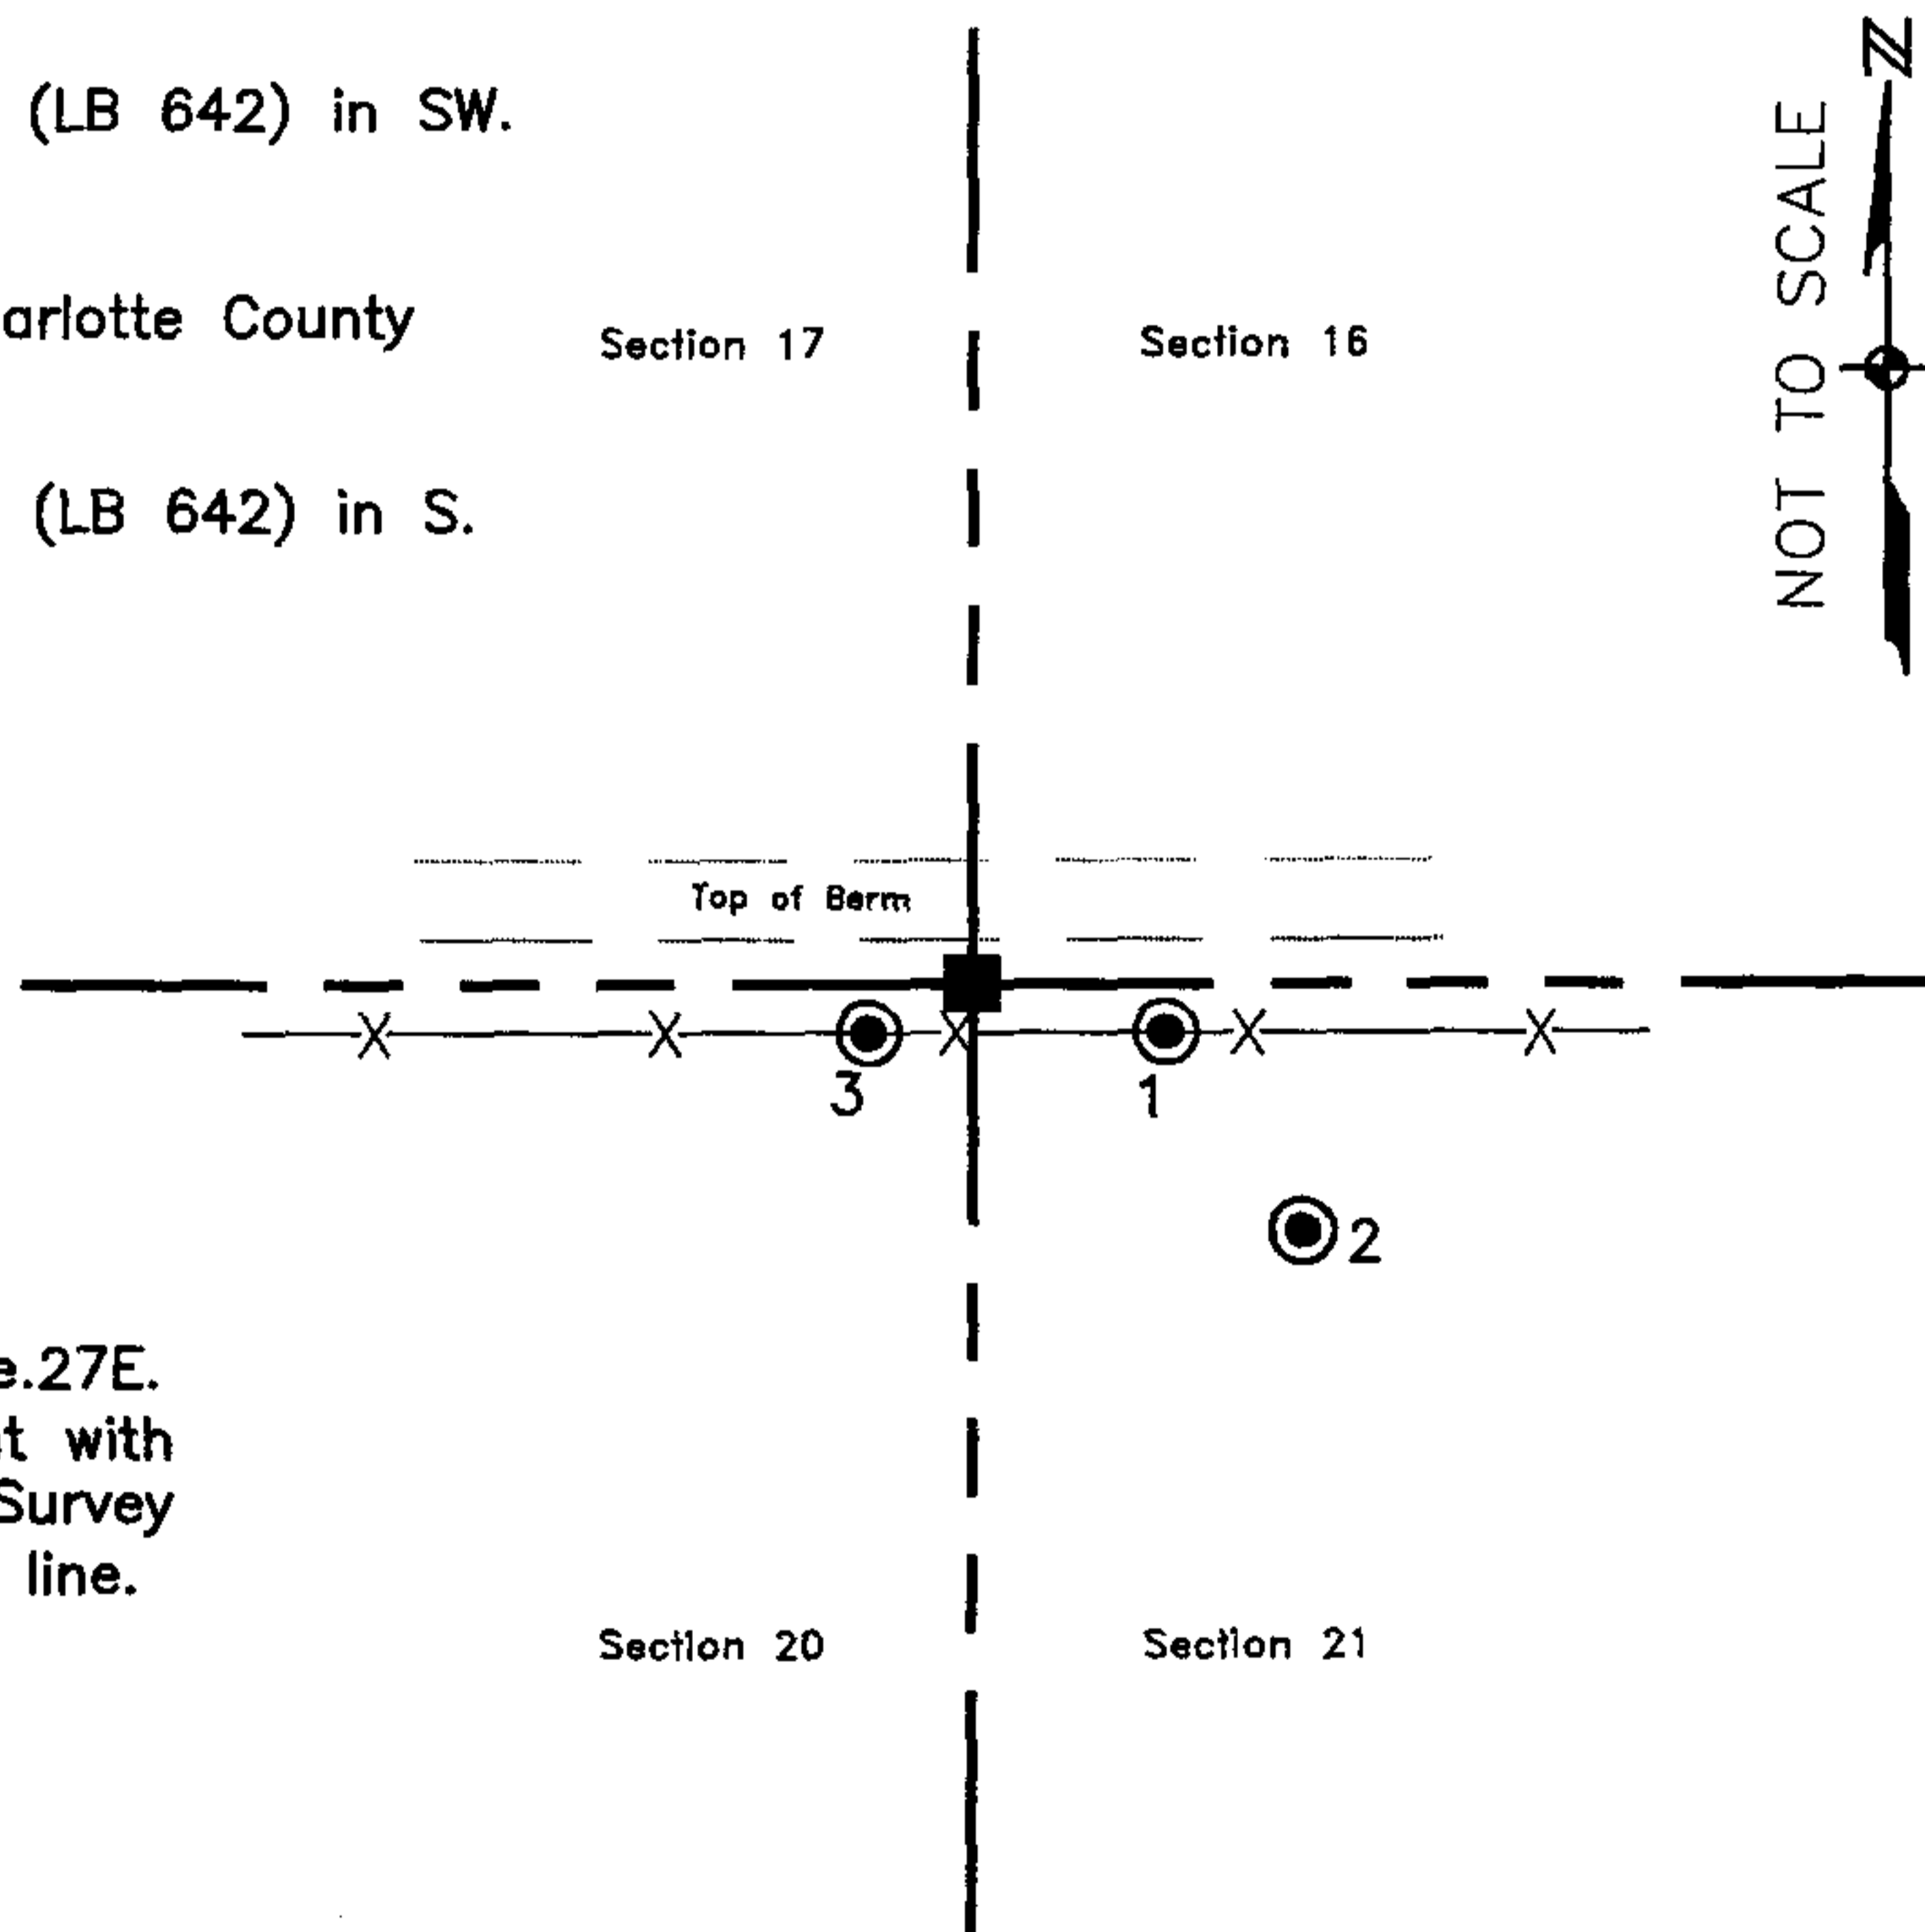 (LB 642) in SW.
arlotte County
(LB 642) in S.
Section 17
Section 16
N
NOT TO SCALE
Top of Berm
3
1
2
e.27E.
t with
Survey
line.
Section 20
Section 21